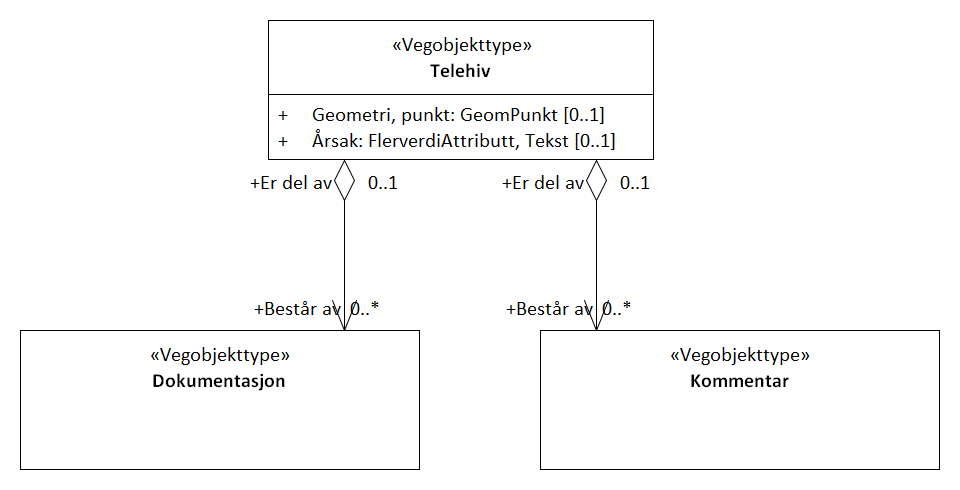 «Vegobjekttype»
Telehiv
+ Geometri, punkt: GeomPunkt [0..1]
+ Årsak: FlerverdiAttributt, Tekst [0..1]
+Er del av 0..1
+Er del av 0..1
+Består av 0..*
+Består av 0..*
«Vegobjekttype»
Dokumentasjon
«Vegobjekttype»
Kommentar